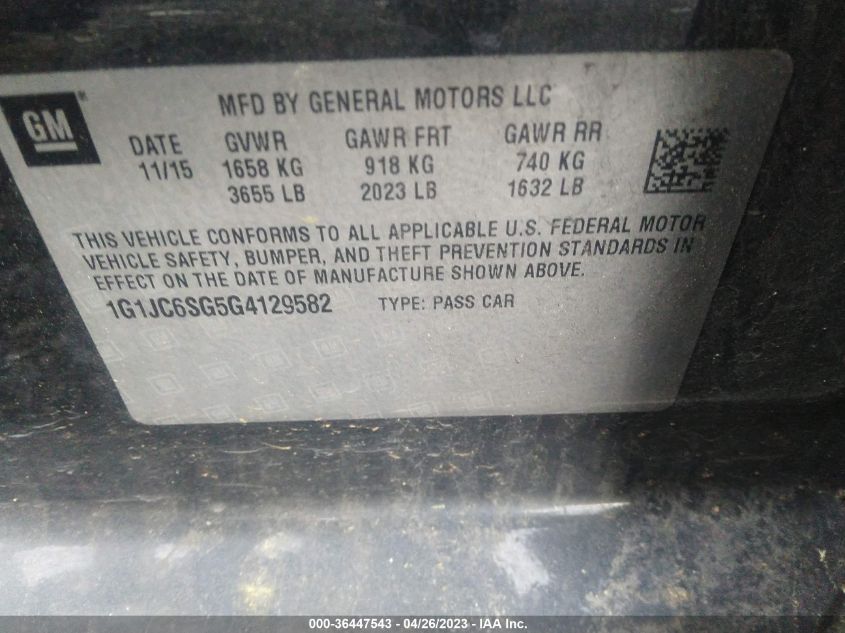 GM
MFD BY GENERAL MOTORS LLC
DATE GVWR GAWR FRT GAWR RR
11/15 1658 KG 918 KG 740 KG
3655 LB 2023 LB 1632 LB
THIS VEHICLE CONFORMS TO ALL APPLICABLE U.S. FEDERAL MOTOR
VEHICLE SAFETY, BUMPER, AND THEFT PREVENTION STANDARDS IN
EFFECT ON THE DATE OF MANUFACTURE SHOWN ABOVE.
1G1JC6SG5G4129582 TYPE: PASS CAR
000-36447543 - 04/26/2023 - IAA Inc.